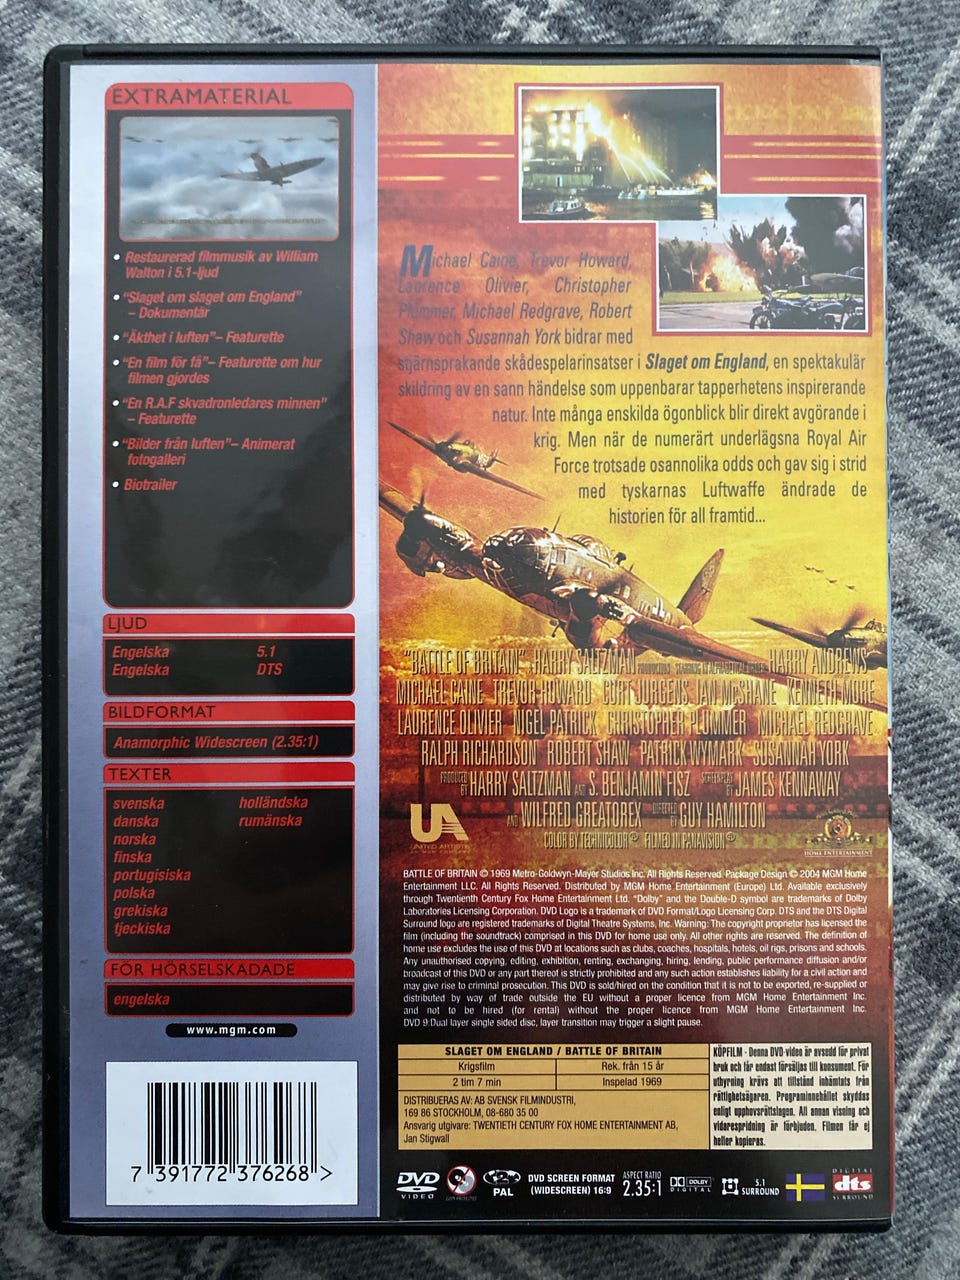 EXTRAMATERIAL
• Restaurerad filmmusik av William
Walton i 5.1-ljud
• "Slaget om slaget om England"
– Dokumentär
• "Äkthet i luften"– Featurette
• "En film för få"– Featurette om hur
filmen gjordes
• "En R.A.F skvadronledares minnen"
– Featurette
• "Bilder från luften"– Animerat
fotogalleri
• Biotrailer
LJUD
Engelska 5.1
Engelska DTS
BILDFORMAT
Anamorphic Widescreen (2.35:1)
TEXTER
svenska holländska
danska rumänska
norska
finska
portugisiska
polska
grekiska
tjeckiska
FÖR HÖRSELSKADADE
engelska
www.mgm.com
7 391772 376268 >
Michael Caine, Trevor Howard,
Laurence Olivier, Christopher
Plummer, Michael Redgrave, Robert
Shaw och Susannah York bidrar med
stjärnsprakande skådespelarinsatser i Slaget om England, en spektakulär
skildring av en sann händelse som uppenbarar tapperhetens inspirerande
natur. Inte många enskilda ögonblick blir direkt avgörande i
krig. Men när de numerärt underlägsna Royal Air
Force trotsade osannolika odds och gav sig i strid
med tyskarnas Luftwaffe ändrade de
historien för all framtid...
"BATTLE OF BRITAIN" HARRY SALTZMAN HARRY ANDREWS
MICHAEL CAINE TREVOR HOWARD CURT JURGENS IAN McSHANE KENNETH MORE
LAURENCE OLIVIER NIGEL PATRICK CHRISTOPHER PLUMMER MICHAEL REDGRAVE
RALPH RICHARDSON ROBERT SHAW PATRICK WYMARK SUSANNAH YORK
PRODUCED BY HARRY SALTZMAN AND S. BENJAMIN FISZ SCREENPLAY BY JAMES KENNAWAY
AND WILFRED GREATOREX DIRECTED BY GUY HAMILTON
COLOR BY TECHNICOLOR® FILMED IN PANAVISION®
UA
UNITED ARTISTS
HOME ENTERTAINMENT
BATTLE OF BRITAIN © 1969 Metro-Goldwyn-Mayer Studios Inc. All Rights Reserved. Package Design © 2004 MGM Home
Entertainment LLC. All Rights Reserved. Distributed by MGM Home Entertainment (Europe) Ltd. Available exclusively
through Twentieth Century Fox Home Entertainment Ltd. "Dolby" and the Double-D symbol are trademarks of Dolby
Laboratories Licensing Corporation. DVD Logo is a trademark of DVD Format/Logo Licensing Corp. DTS and the DTS Digital
Surround logo are registered trademarks of Digital Theatre Systems, Inc. Warning: The copyright proprietor has licensed the
film (including the soundtrack) comprised in this DVD for home use only. All other rights are reserved. The definition of
home use excludes the use of this DVD at locations such as clubs, coaches, hospitals, hotels, oil rigs, prisons and schools.
Any unauthorised copying, editing, exhibition, renting, exchanging, hiring, lending, public performance diffusion and/or
broadcast of this DVD or any part thereof is strictly prohibited and any such action establishes liability for a civil action and
may give rise to criminal prosecution. This DVD is sold/hired on the condition that it is not to be exported, re-supplied or
distributed by way of trade outside the EU without a proper licence from MGM Home Entertainment Inc.
and not to be hired (for rental) without the proper licence from MGM Home Entertainment Inc.
DVD 9:Dual layer single sided disc, layer transition may trigger a slight pause.
SLAGET OM ENGLAND / BATTLE OF BRITAIN
Krigsfilm Rek. från 15 år
2 tim 7 min Inspelad 1969
DISTRIBUERAS AV: AB SVENSK FILMINDUSTRI,
169 86 STOCKHOLM, 08-680 35 00
Ansvarig utgivare: TWENTIETH CENTURY FOX HOME ENTERTAINMENT AB,
Jan Stigwall
KÖPFILM - Denna DVD-video är avsedd för privat
bruk och får endast försäljas till konsument. För
uthyrning krävs att tillstånd inhämtats från
rättighetsägaren. Programinnehållet skyddas
enligt upphovsrättslagen. All annan visning och
vidarespridning är förbjuden. Filmen får ej
heller kopieras.
DVD
VIDEO
2
PAL
DVD SCREEN FORMAT
(WIDESCREEN) 16:9
ASPECT RATIO
2.35:1
DOLBY
DIGITAL
5.1
SURROUND
DIGITAL
dts
SURROUND